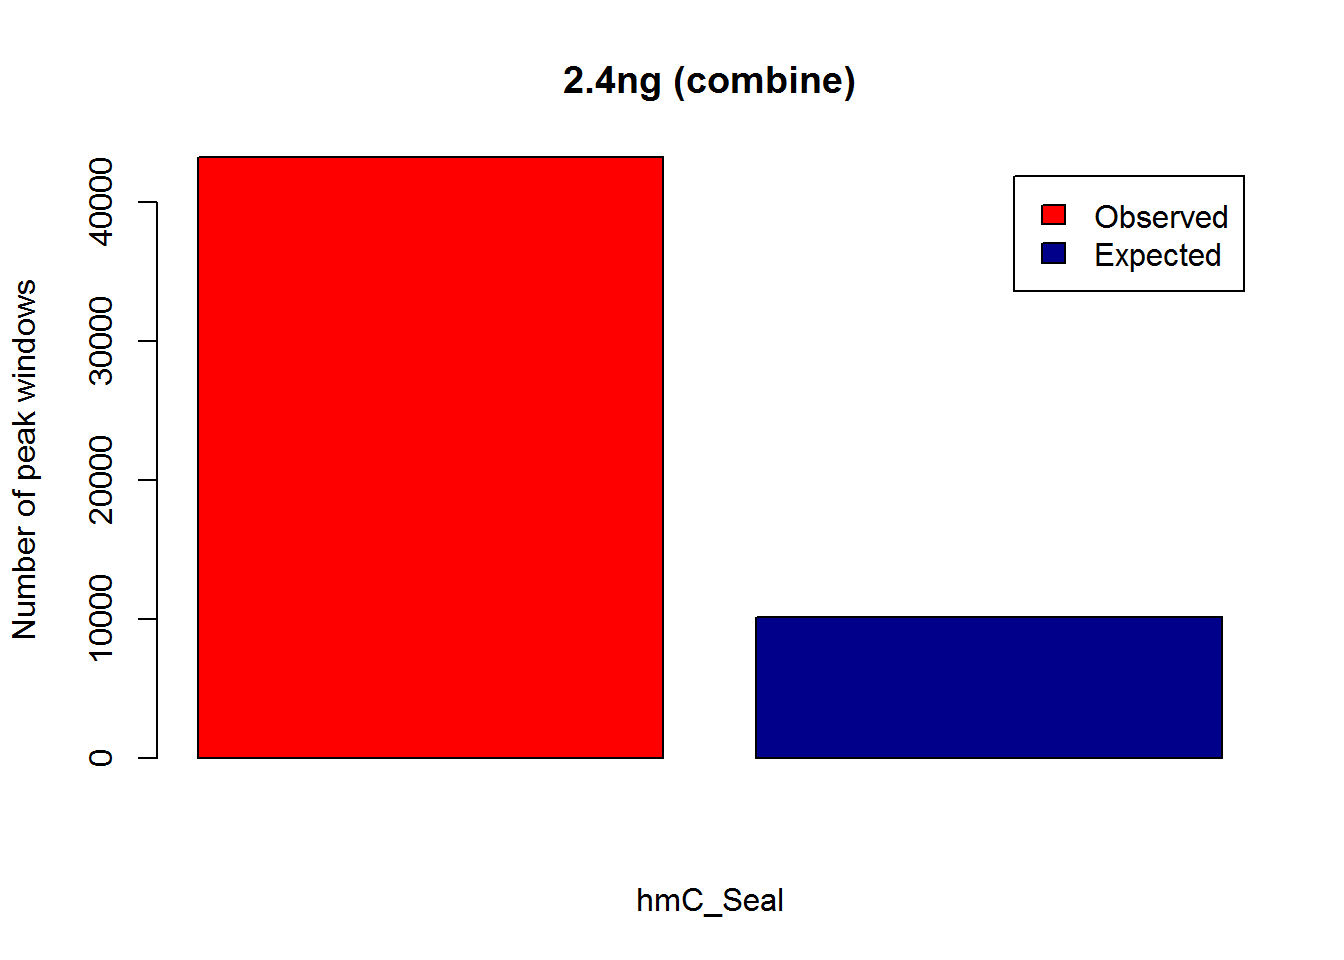 2.4ng (combine)
Number of peak windows
40000
30000
20000
10000
0
Observed
Expected
hmC_Seal